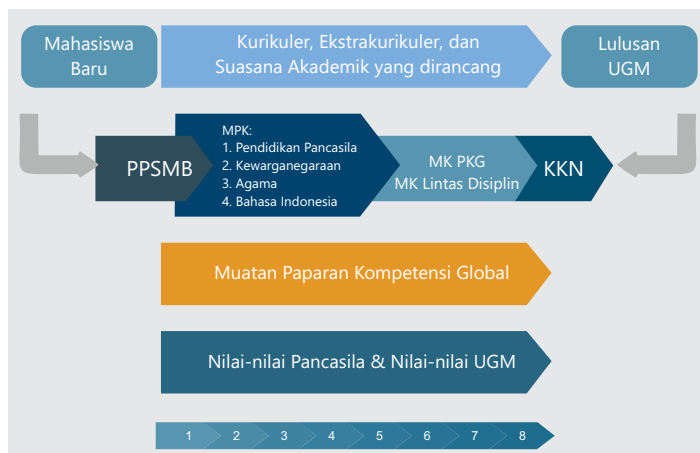 Mahasiswa
Baru
Kurikuler, Ekstrakurikuler, dan
Suasana Akademik yang dirancang
Lulusan
UGM
PPSMB
MPK:
1. Pendidikan Pancasila
2. Kewarganegaraan
3. Agama
4. Bahasa Indonesia
MK PKG
MK Lintas Disiplin
KKN
Muatan Paparan Kompetensi Global
Nilai-nilai Pancasila & Nilai-nilai UGM
1 2 3 4 5 6 7 8